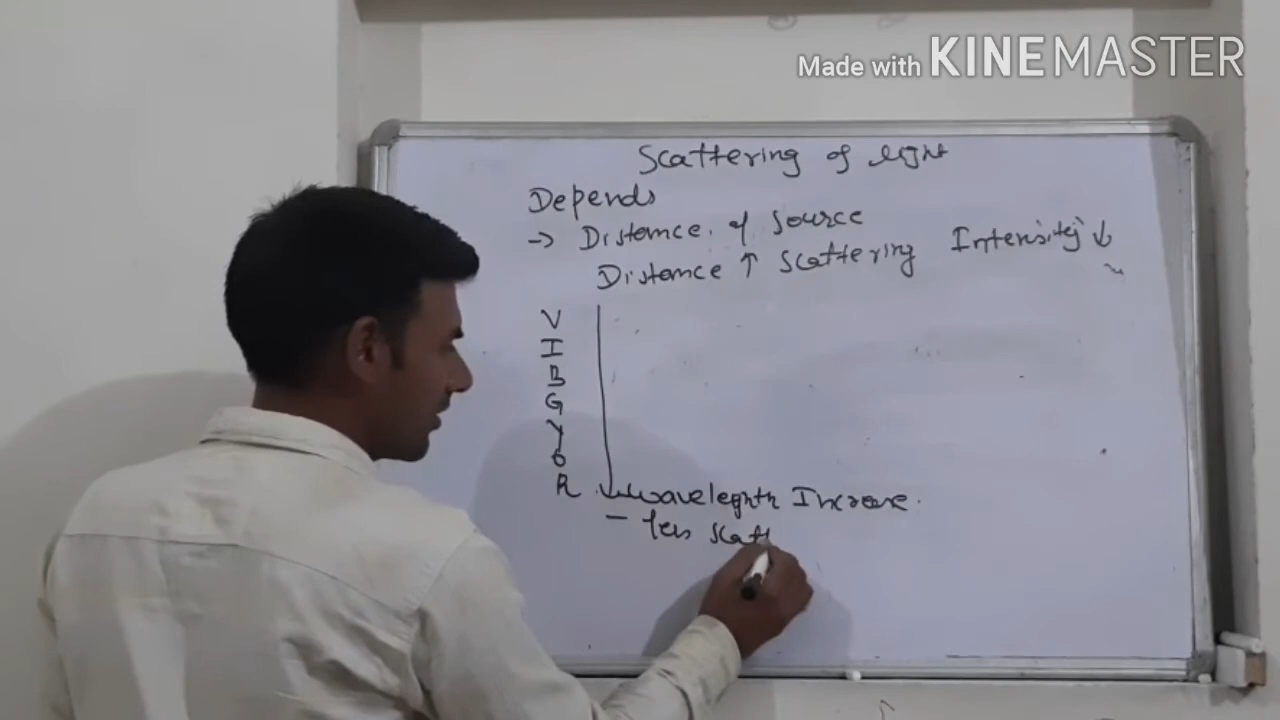 Made with KINEMASTER
Scattering of light
Depends
→ Distance of source
Distance ↑ scattering Intensity ↓
V
I
B
G
Y
O
R wavelength Increase.
- less scatt